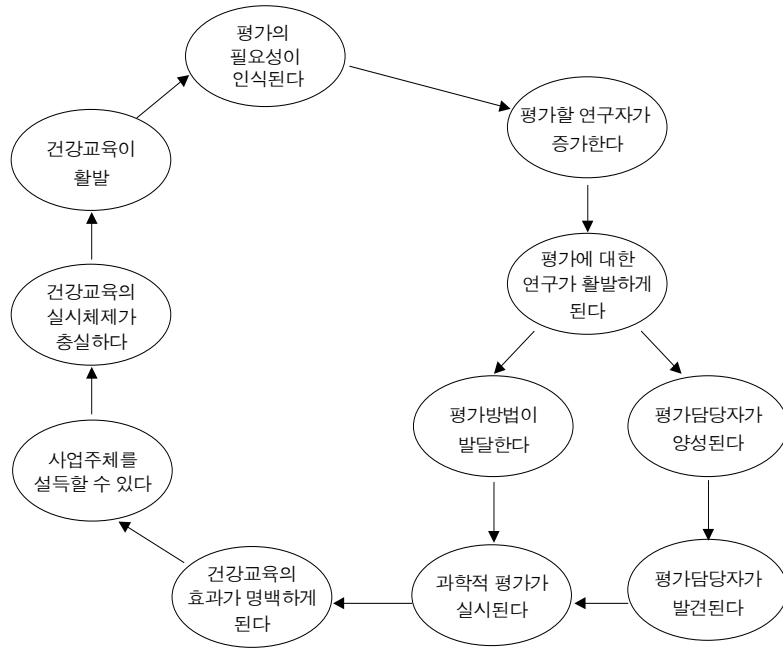 평가의
필요성이
인식된다
평가할 연구자가
증가한다
평가에 대한
연구가 활발하게
된다
평가방법이
발달한다
평가담당자가
양성된다
평가담당자가
발견된다
과학적 평가가
실시된다
건강교육의
효과가 명백하게
된다
사업주체를
설득할 수 있다
건강교육의
실시체제가
충실하다
건강교육이
활발